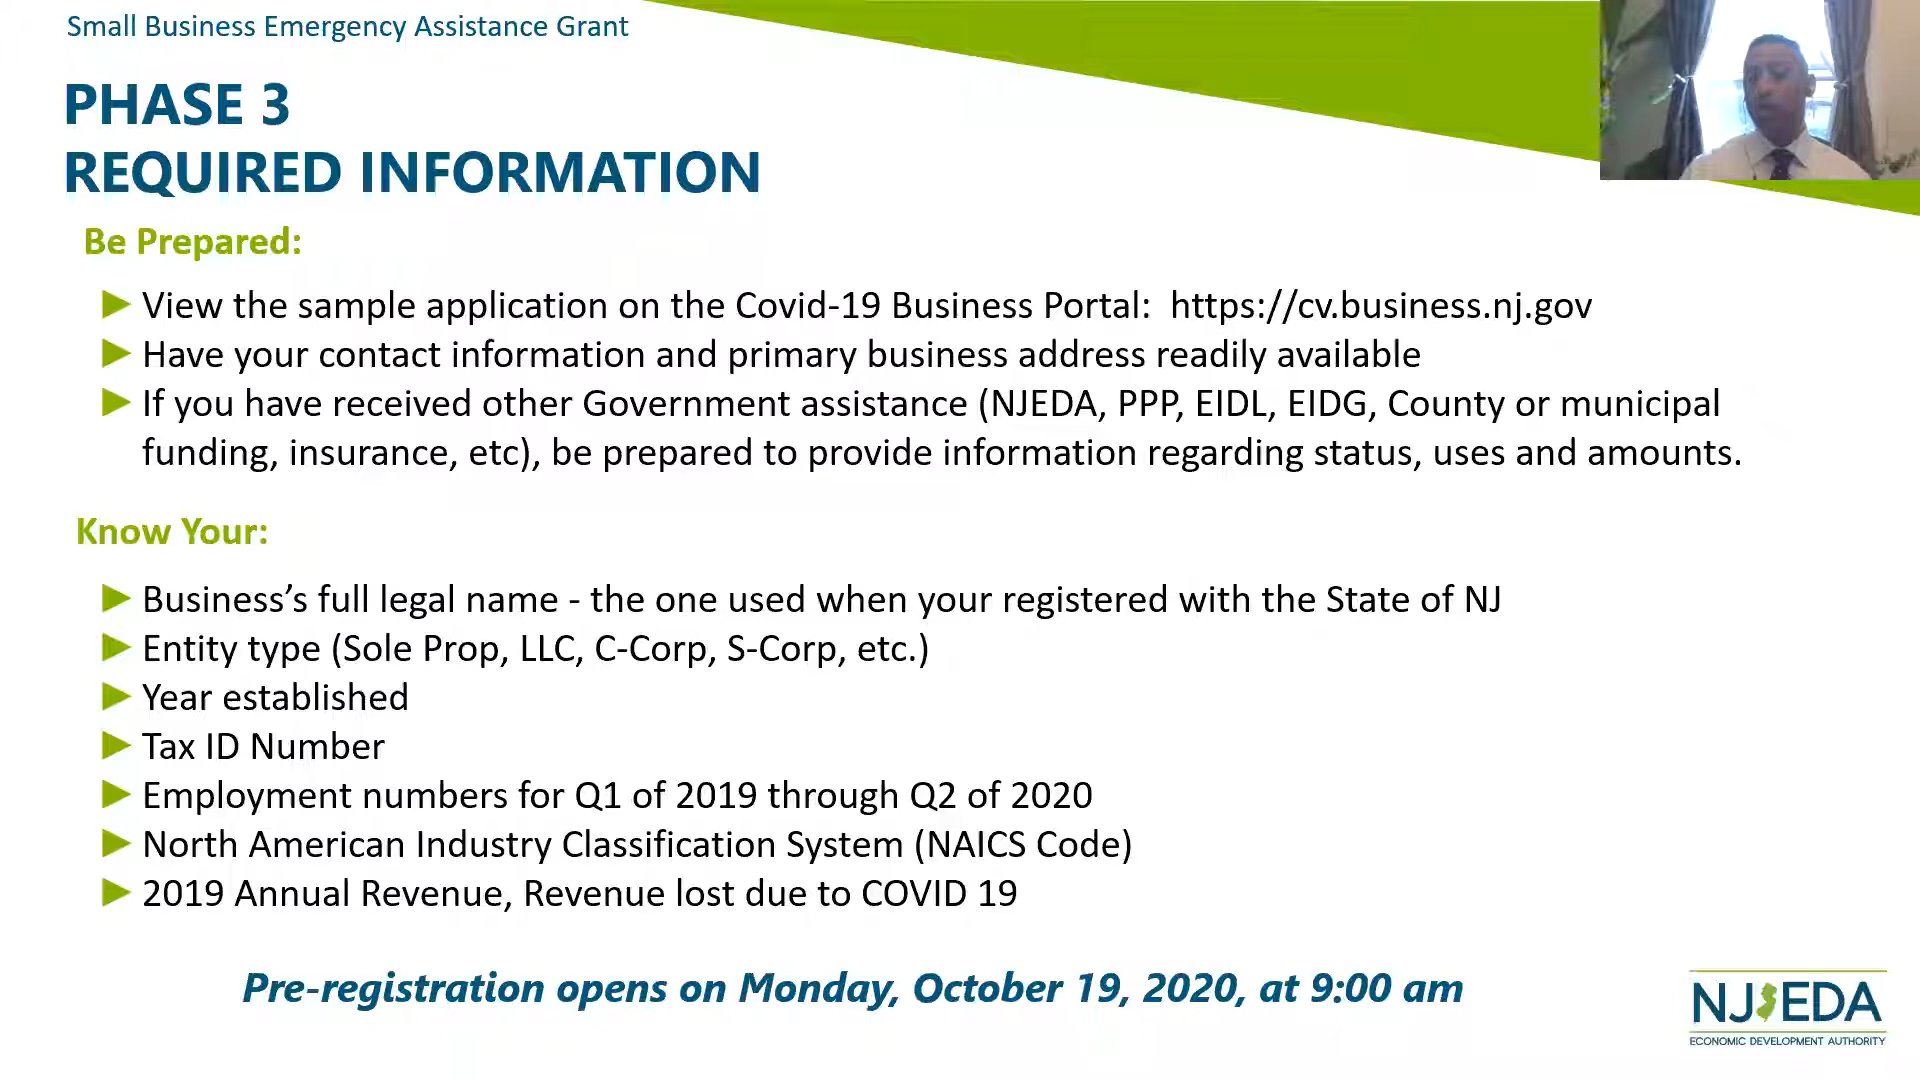 Small Business Emergency Assistance Grant
PHASE 3
REQUIRED INFORMATION
Be Prepared:
View the sample application on the Covid-19 Business Portal: https://cv.business.nj.gov
Have your contact information and primary business address readily available
If you have received other Government assistance (NJEDA, PPP, EIDL, EIDG, County or municipal
funding, insurance, etc), be prepared to provide information regarding status, uses and amounts.
Know Your:
Business’s full legal name - the one used when your registered with the State of NJ
Entity type (Sole Prop, LLC, C-Corp, S-Corp, etc.)
Year established
Tax ID Number
Employment numbers for Q1 of 2019 through Q2 of 2020
North American Industry Classification System (NAICS Code)
2019 Annual Revenue, Revenue lost due to COVID 19
Pre-registration opens on Monday, October 19, 2020, at 9:00 am
NJEDA
ECONOMIC DEVELOPMENT AUTHORITY